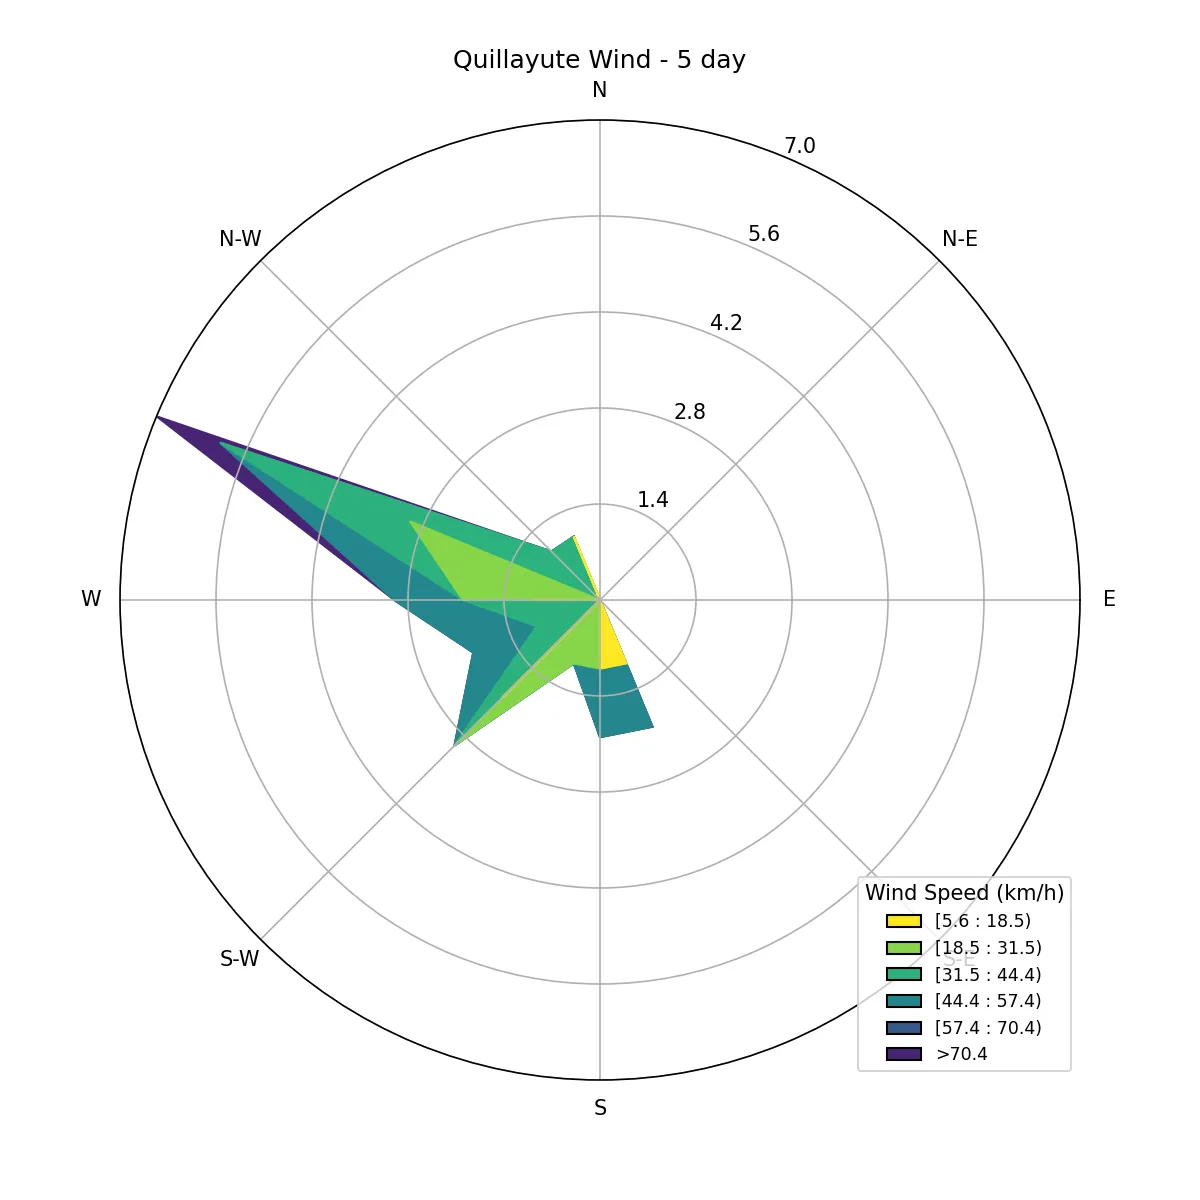 Quillayute Wind - 5 day
N
7.0
N-W
5.6
N-E
4.2
2.8
1.4
W
E
S-W
S-E
S
Wind Speed (km/h)
[5.6 : 18.5)
[18.5 : 31.5)
[31.5 : 44.4)
[44.4 : 57.4)
[57.4 : 70.4)
>70.4